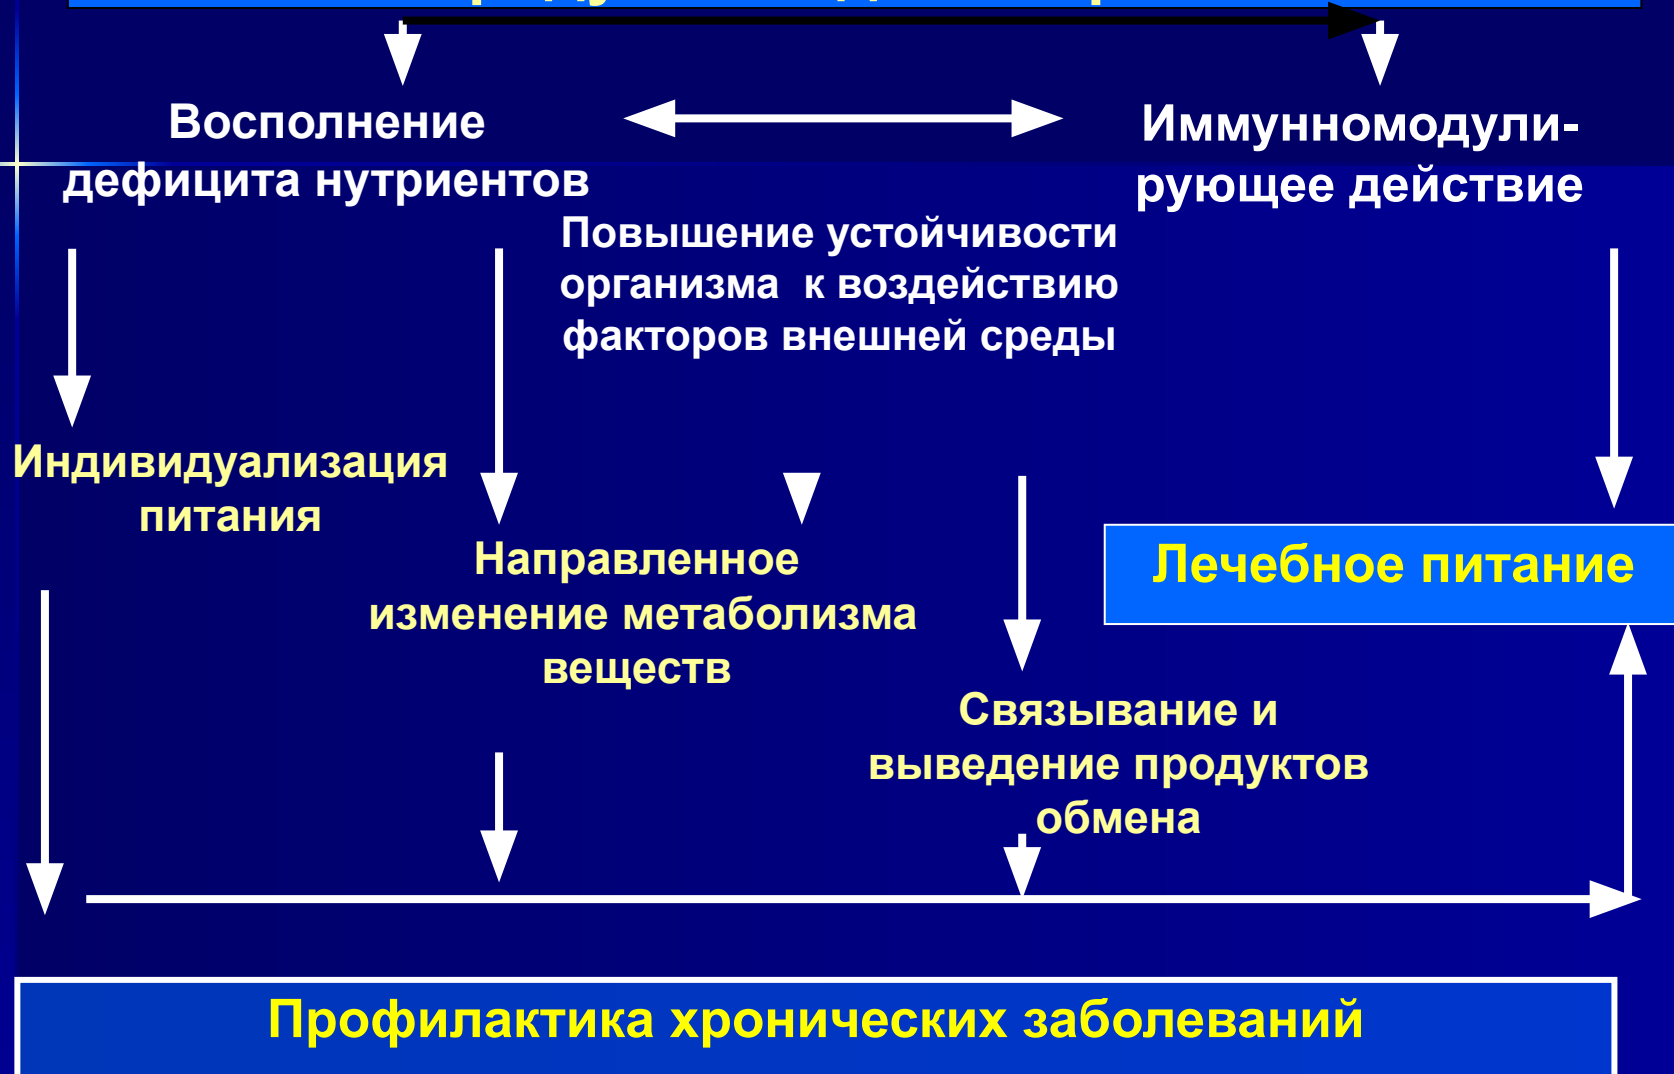 Восполнение
дефицита нутриентов
Иммунномодули-
рующее действие
Повышение устойчивости
организма к воздействию
факторов внешней среды
Индивидуализация
питания
Направленное
изменение метаболизма
веществ
Лечебное питание
Связывание и
выведение продуктов
обмена
Профилактика хронических заболеваний